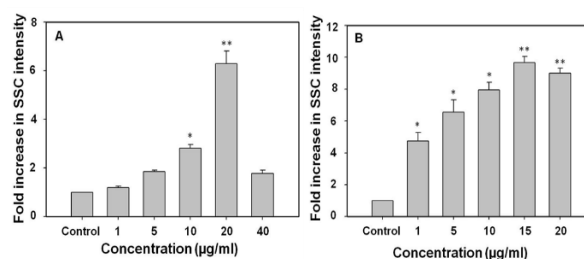 A
Fold increase in SSC intensity
8
6
4
2
0
*
**
Control 1 5 10 20 40
Concentration (µg/ml)
B
Fold increase in SSC intensity
12
10
8
6
4
2
0
*
*
*
**
**
Control 1 5 10 15 20
Concentration (µg/ml)